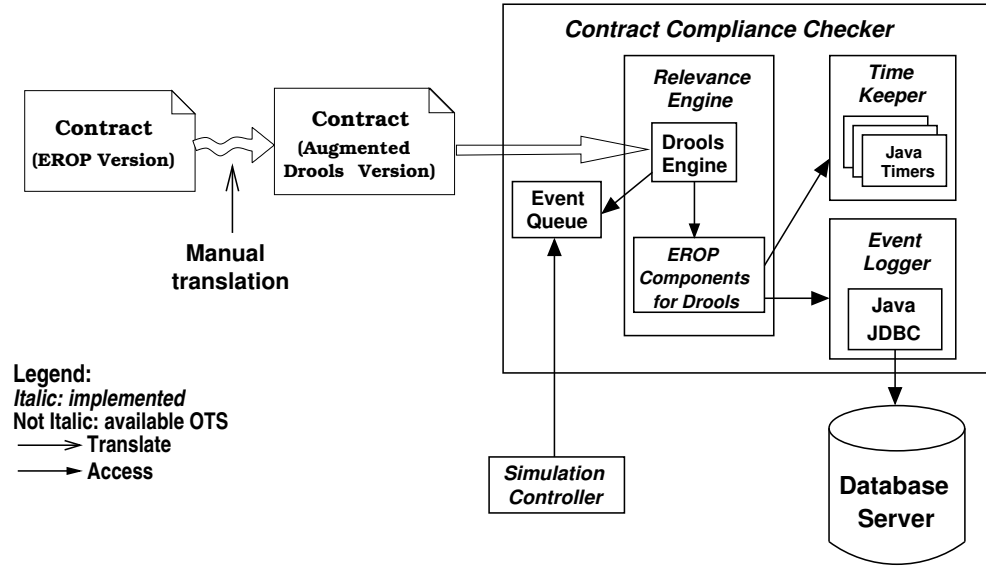 Contract Compliance Checker
Contract
(EROP Version)
Contract
(Augmented
Drools Version)
Manual
translation
Relevance
Engine
Drools
Engine
Event
Queue
EROP
Components
for Drools
Time
Keeper
Java
Timers
Event
Logger
Java
JDBC
Legend:
Italic: implemented
Not Italic: available OTS
Translate
Access
Simulation
Controller
Database
Server